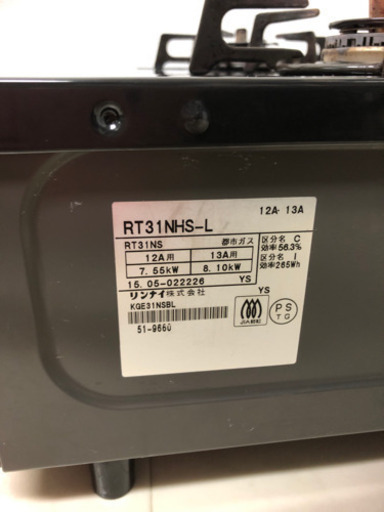 RT31NHS-L 12A・13A
RT31NS 都市ガス 区分名 C
12A用 13A用 効率56.3%
7.55kW 8.10kW 区分名 I
効率265Wh
15.05-022226 YS
リンナイ株式会社 YS
KGE31NSBL
51-9660
JIA
PS
TG